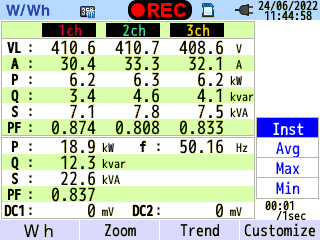 W/Wh REC 24/06/2022
11:44:58
1ch 2ch 3ch
VL : 410.6 410.7 408.6 V
A : 30.4 33.3 32.1 A
P : 6.2 6.3 6.2 kW
Q : 3.4 4.6 4.1 kvar
S : 7.1 7.8 7.5 kVA
PF : 0.874 0.808 0.833
P : 18.9 kW f : 50.16 Hz
Q : 12.3 kvar
S : 22.6 kVA
PF : 0.837
DC1: 0 mV DC2: 0 mV
Inst
Avg
Max
Min
00:01
/1sec
Wh Zoom Trend Customize